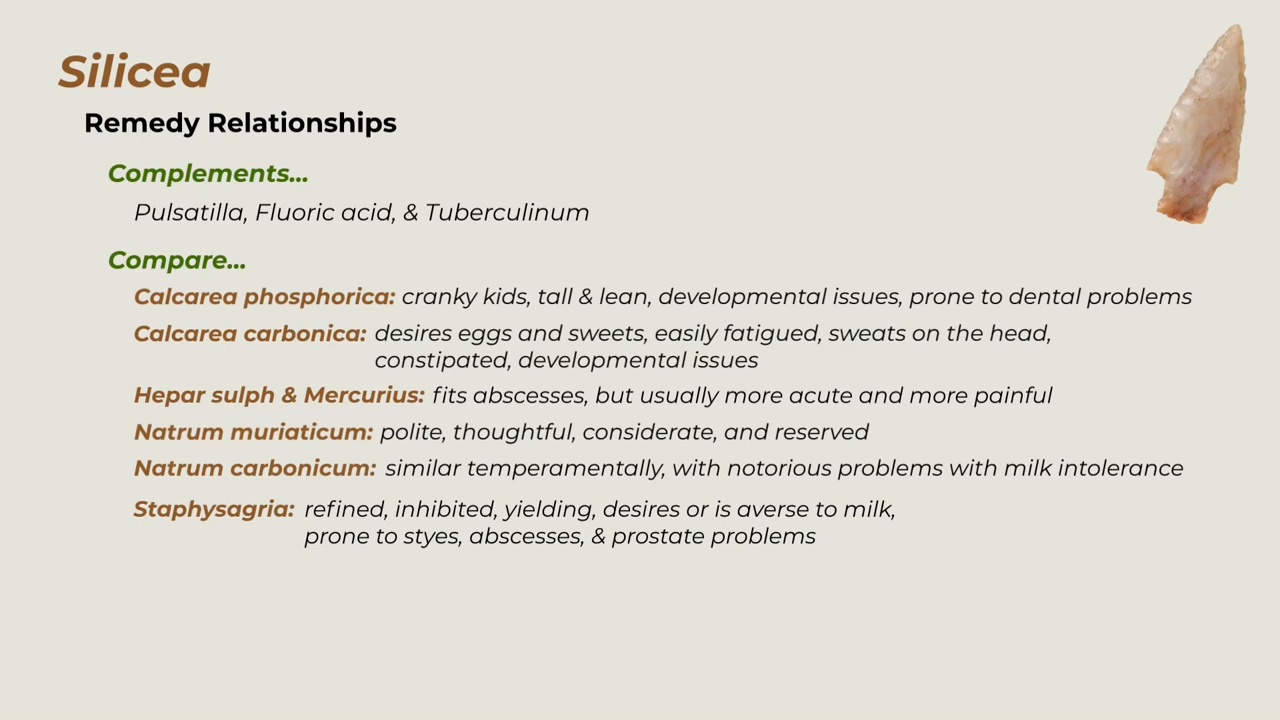 Silicea
Remedy Relationships
Complements...
Pulsatilla, Fluoric acid, & Tuberculinum
Compare...
Calcarea phosphorica: cranky kids, tall & lean, developmental issues, prone to dental problems
Calcarea carbonica: desires eggs and sweets, easily fatigued, sweats on the head,
constipated, developmental issues
Hepar sulph & Mercurius: fits abscesses, but usually more acute and more painful
Natrum muriaticum: polite, thoughtful, considerate, and reserved
Natrum carbonicum: similar temperamentally, with notorious problems with milk intolerance
Staphysagria: refined, inhibited, yielding, desires or is averse to milk,
prone to styes, abscesses, & prostate problems